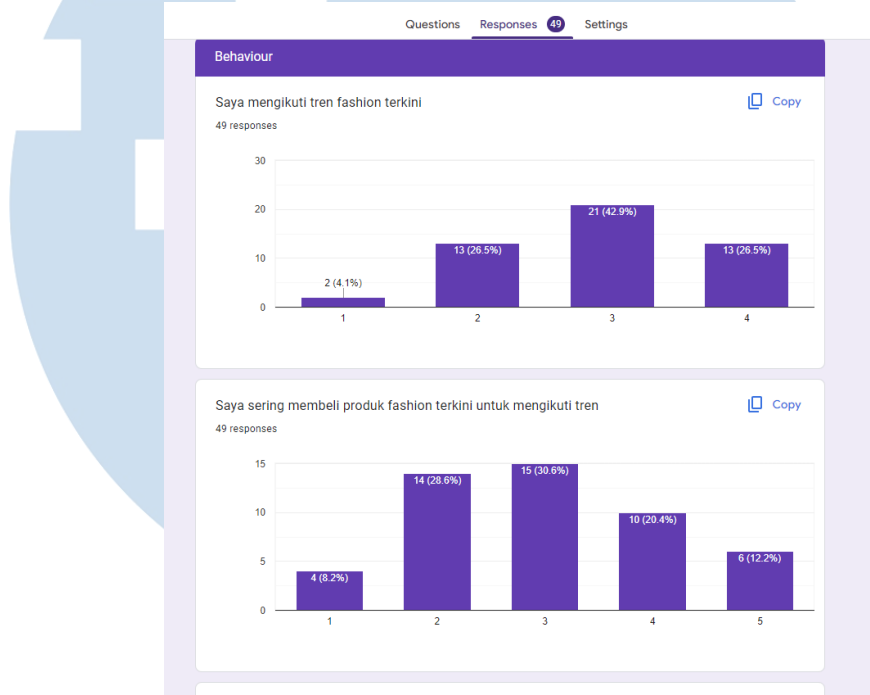 Questions Responses 49 Settings
Behaviour
Saya mengikuti tren fashion terkini
Copy
49 responses
30
20
10
0
2 (4.1%)
13 (26.5%)
21 (42.9%)
13 (26.5%)
1 2 3 4
Saya sering membeli produk fashion terkini untuk mengikuti tren
Copy
49 responses
15
10
5
0
4 (8.2%)
14 (28.6%)
15 (30.6%)
10 (20.4%)
6 (12.2%)
1 2 3 4 5